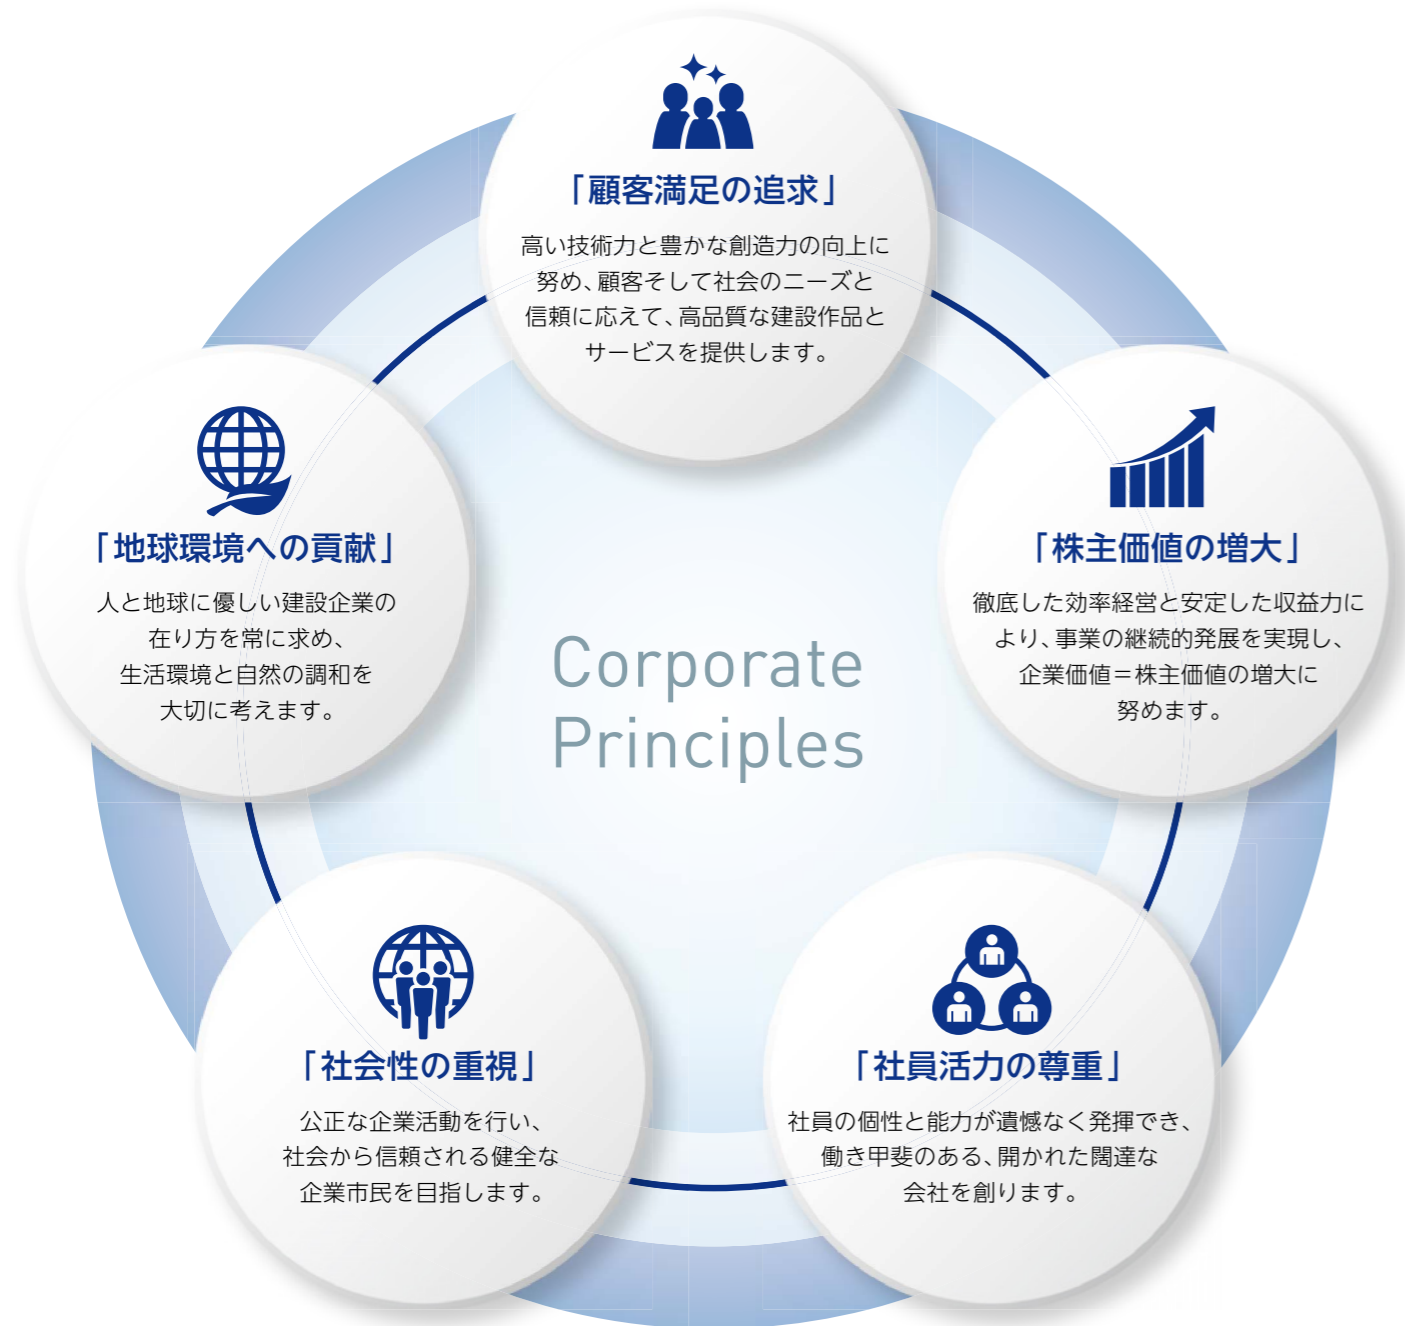 「顧客満足の追求」
高い技術力と豊かな創造力の向上に
努め、顧客そして社会のニーズと
信頼に応えて、高品質な建設作品と
サービスを提供します。
「株主価値の増大」
徹底した効率経営と安定した収益力に
より、事業の継続的発展を実現し、
企業価値＝株主価値の増大に
努めます。
「社員活力の尊重」
社員の個性と能力が遺憾なく発揮でき、
働き甲斐のある、開かれた闊達な
会社を創ります。
「社会性の重視」
公正な企業活動を行い、
社会から信頼される健全な
企業市民を目指します。
「地球環境への貢献」
人と地球に優しい建設企業の
在り方を常に求め、
生活環境と自然の調和を
大切に考えます。
Corporate
Principles